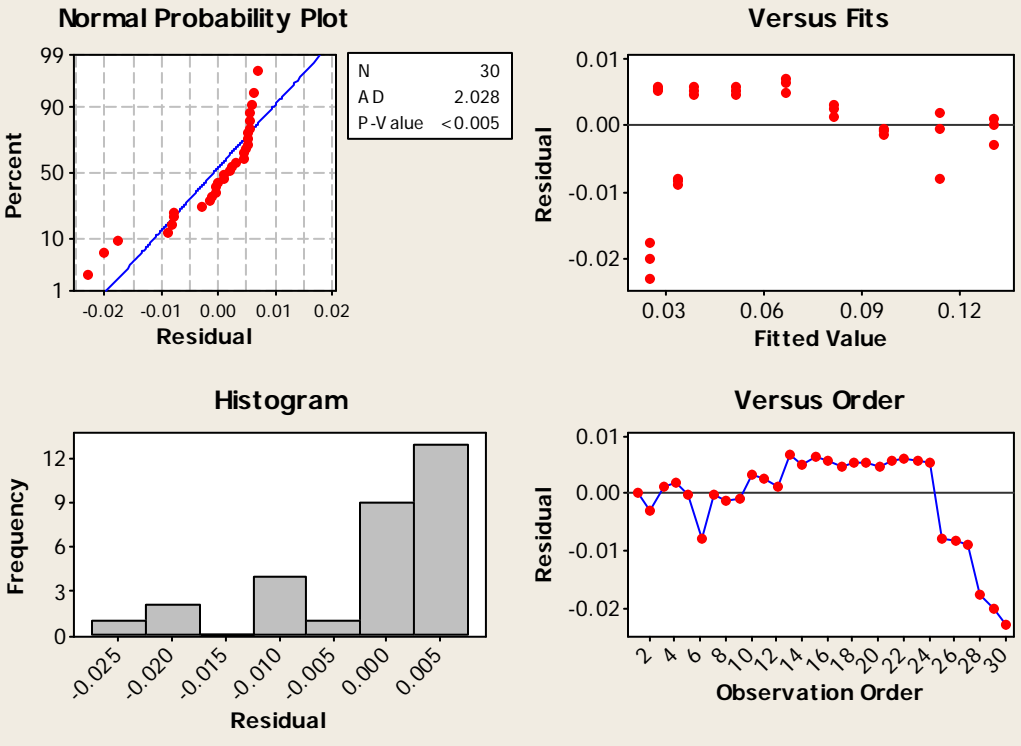 Normal Probability Plot
99
90
50
10
1
Percent
-0.02 -0.01 0.00 0.01 0.02
Residual
N 30
AD 2.028
P-Value <0.005
Versus Fits
0.01
0.00
-0.01
-0.02
Residual
0.03 0.06 0.09 0.12
Fitted Value
Histogram
12
9
6
3
0
Frequency
-0.025 -0.020 -0.015 -0.010 -0.005 0.000 0.005
Residual
Versus Order
0.01
0.00
-0.01
-0.02
Residual
2 4 6 8 10 12 14 16 18 20 22 24 26 28 30
Observation Order